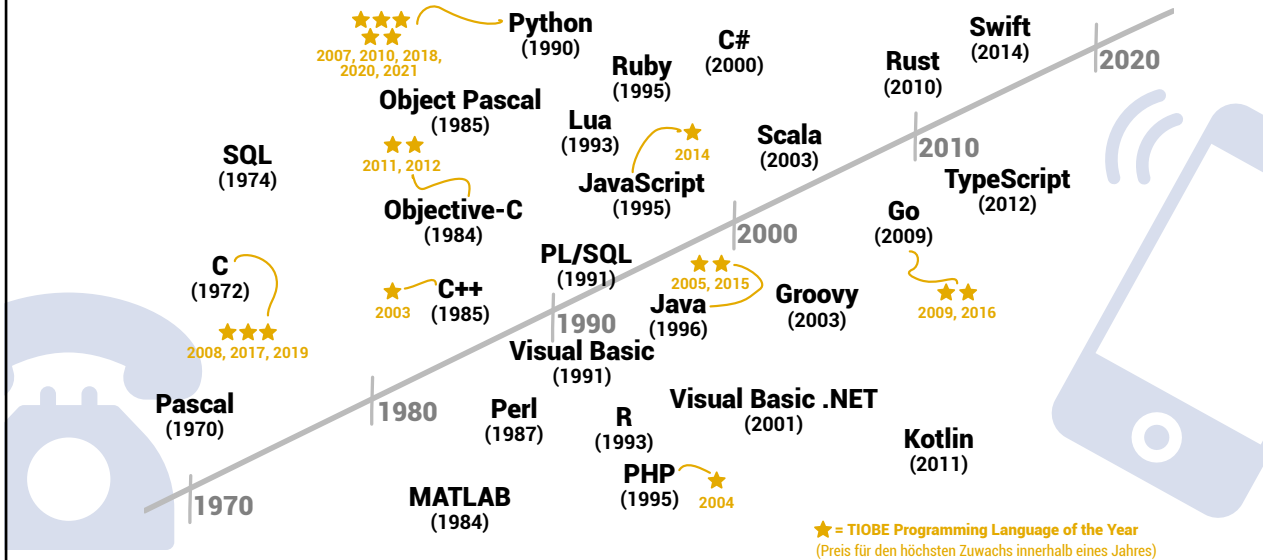 Python
(1990)
2007, 2010, 2018,
2020, 2021
Swift
(2014)
C#
(2000)
Rust
(2010)
2020
Ruby
(1995)
Object Pascal
(1985)
Lua
(1993)
2014
Scala
(2003)
2010
SQL
(1974)
2011, 2012
JavaScript
(1995)
TypeScript
(2012)
Objective-C
(1984)
Go
(2009)
2000
C
(1972)
PL/SQL
(1991)
2005, 2015
C++
(1985)
2003
Java
(1996)
Groovy
(2003)
2009, 2016
1990
2008, 2017, 2019
Visual Basic
(1991)
Pascal
(1970)
1980
Perl
(1987)
R
(1993)
Visual Basic .NET
(2001)
Kotlin
(2011)
PHP
(1995)
2004
1970
MATLAB
(1984)
= TIOBE Programming Language of the Year
(Preis für den höchsten Zuwachs innerhalb eines Jahres)